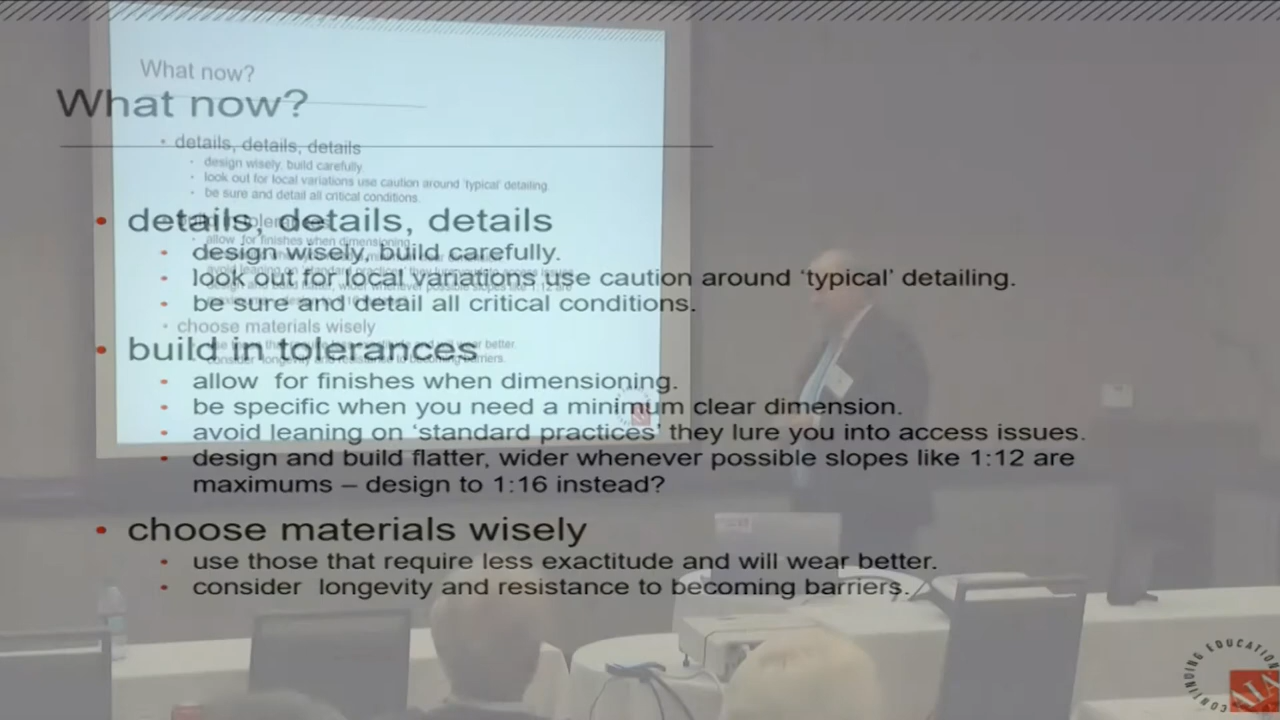 What now?
What now?
• details, details, details
• design wisely, build carefully
• look out for local variations use caution around 'typical' detailing.
• be sure and detail all critical conditions.
• details, details, details
• design wisely, build carefully.
• look out for local variations use caution around ‘typical’ detailing.
• be sure and detail all critical conditions.
• choose materials wisely
• build in tolerances
• allow  for finishes when dimensioning.
• be specific when you need a minimum clear dimension.
• avoid leaning on ‘standard practices’ they lure you into access issues.
• design and build flatter, wider whenever possible slopes like 1:12 are
maximums – design to 1:16 instead?
• choose materials wisely
• use those that require less exactitude and will wear better.
• consider  longevity and resistance to becoming barriers.
CONTINUING EDUCATION
AIA